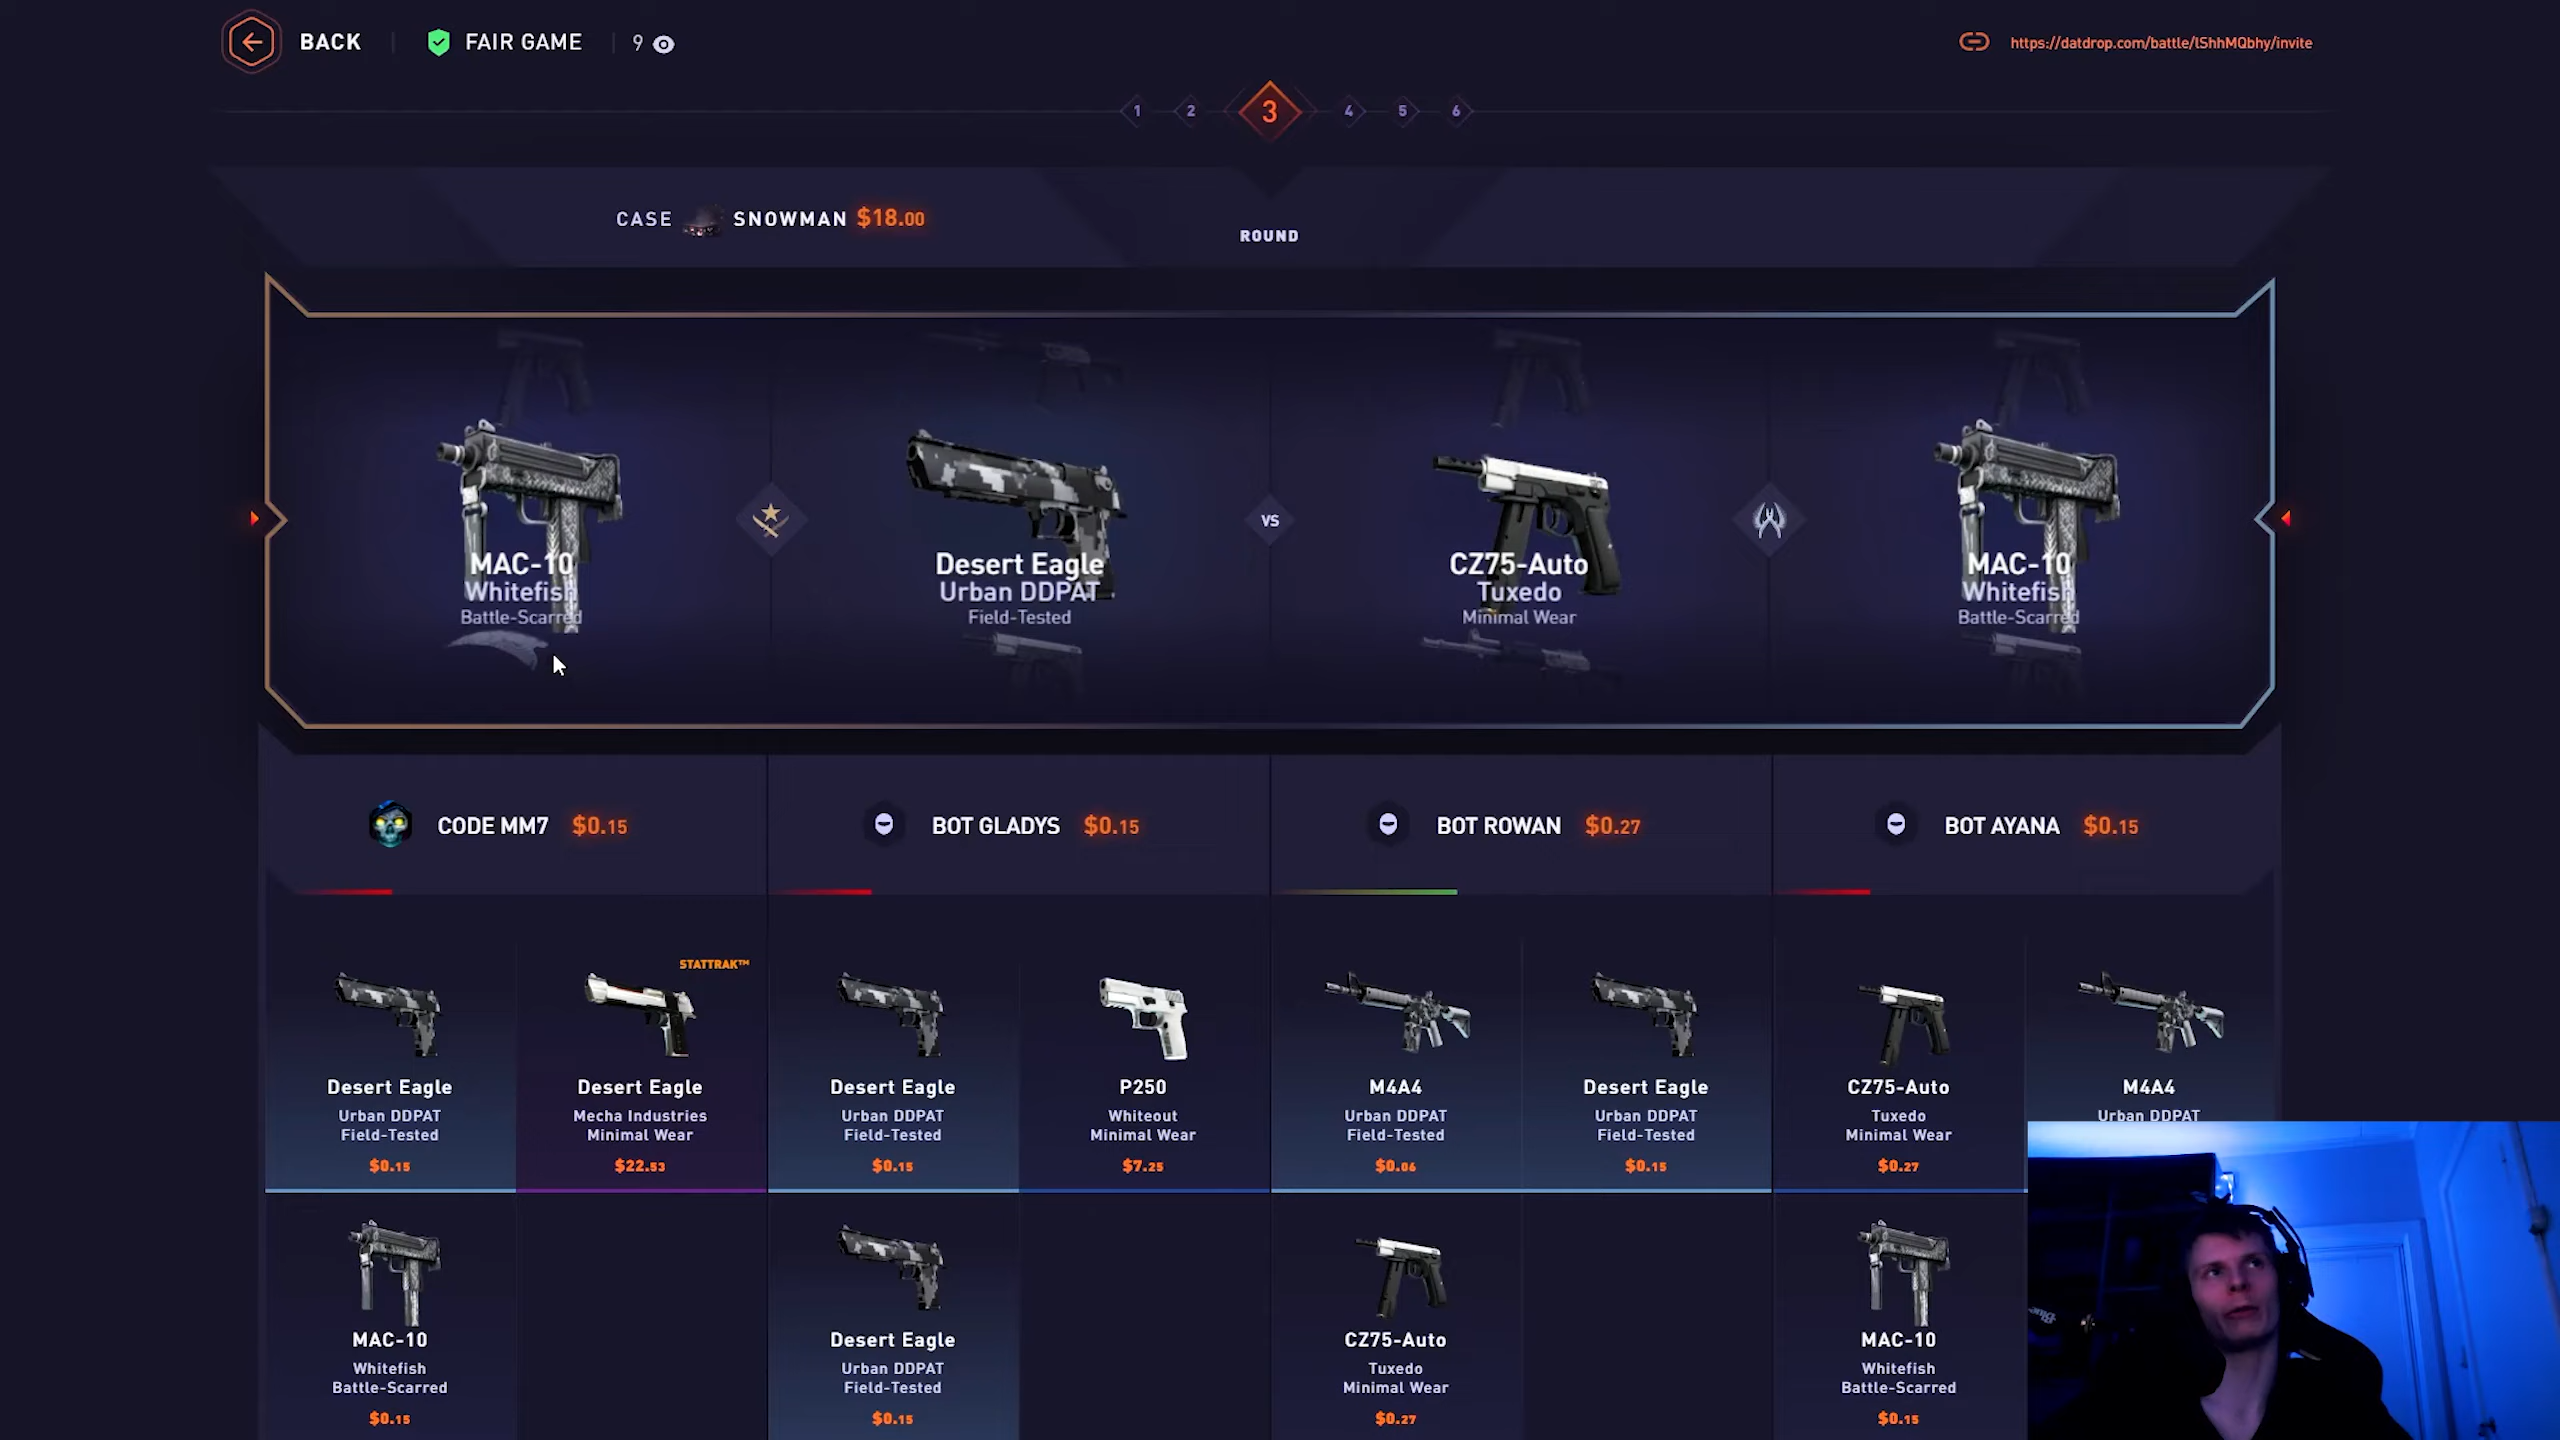 BACK
FAIR GAME
9
https://datdrop.com/battle/lShhMQbhy/invite
1 2 3 4 5 6
CASE SNOWMAN $18.00
ROUND
MAC-10
Whitefish
Battle-Scarred
Desert Eagle
Urban DDPAT
Field-Tested
VS
CZ75-Auto
Tuxedo
Minimal Wear
MAC-10
Whitefish
Battle-Scarred
CODE MM7 $0.15
BOT GLADYS $0.15
BOT ROWAN $0.27
BOT AYANA $0.15
Desert Eagle
Urban DDPAT
Field-Tested
$0.15
STATTRAK™
Desert Eagle
Mecha Industries
Minimal Wear
$22.53
Desert Eagle
Urban DDPAT
Field-Tested
$0.15
P250
Whiteout
Minimal Wear
$7.25
M4A4
Urban DDPAT
Field-Tested
$0.06
Desert Eagle
Urban DDPAT
Field-Tested
$0.15
CZ75-Auto
Tuxedo
Minimal Wear
$0.27
M4A4
Urban DDPAT
MAC-10
Whitefish
Battle-Scarred
$0.15
Desert Eagle
Urban DDPAT
Field-Tested
$0.15
CZ75-Auto
Tuxedo
Minimal Wear
$0.27
MAC-10
Whitefish
Battle-Scarred
$0.15